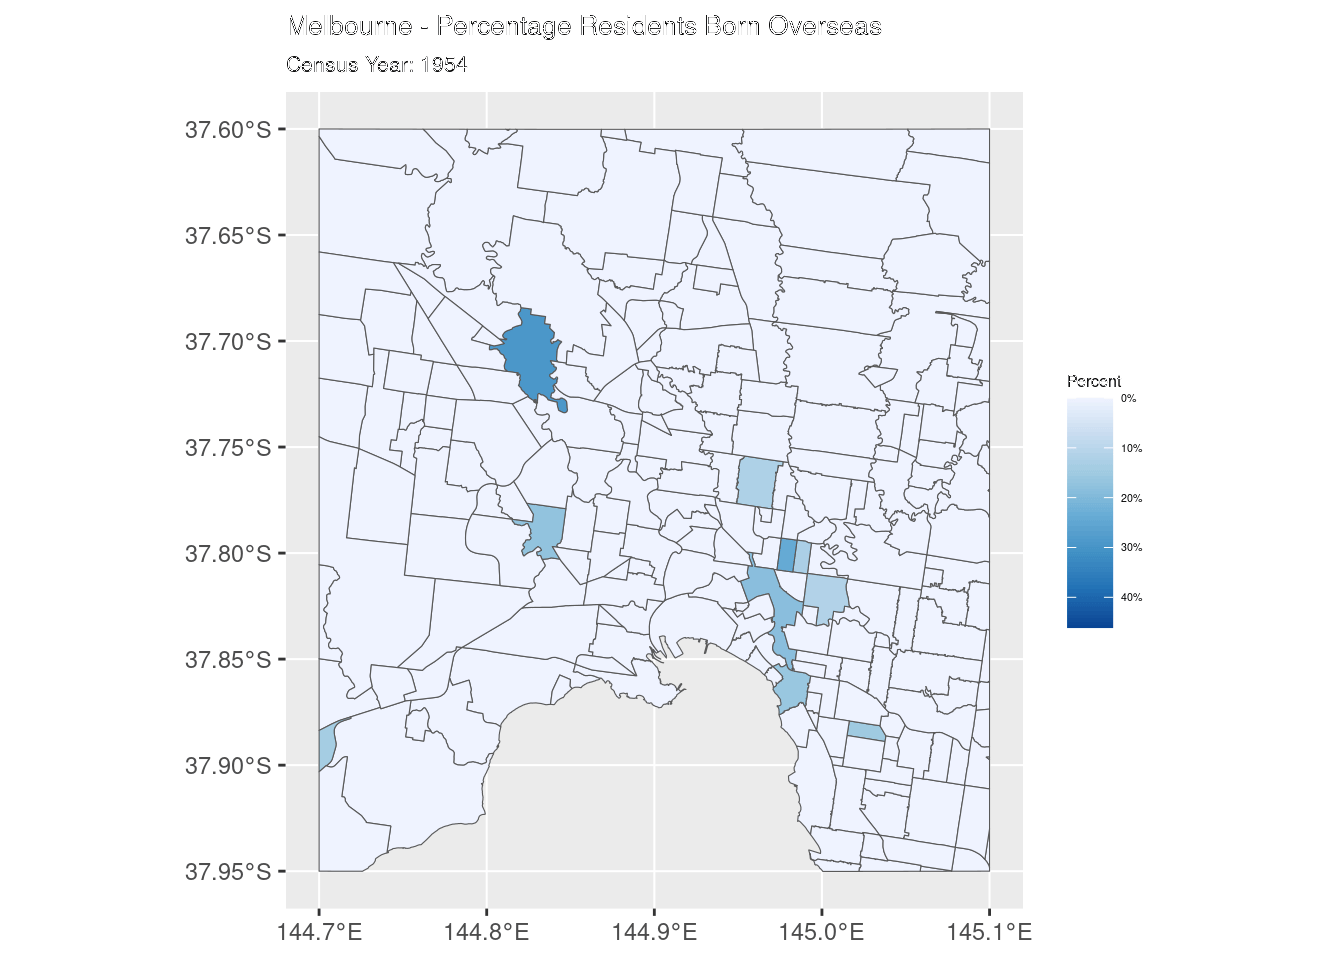 Melbourne - Percentage Residents Born Overseas
Census Year: 1954
37.60°S
37.65°S
37.70°S
37.75°S
37.80°S
37.85°S
37.90°S
37.95°S
144.7°E 144.8°E 144.9°E 145.0°E 145.1°E
Percent
0%
10%
20%
30%
40%